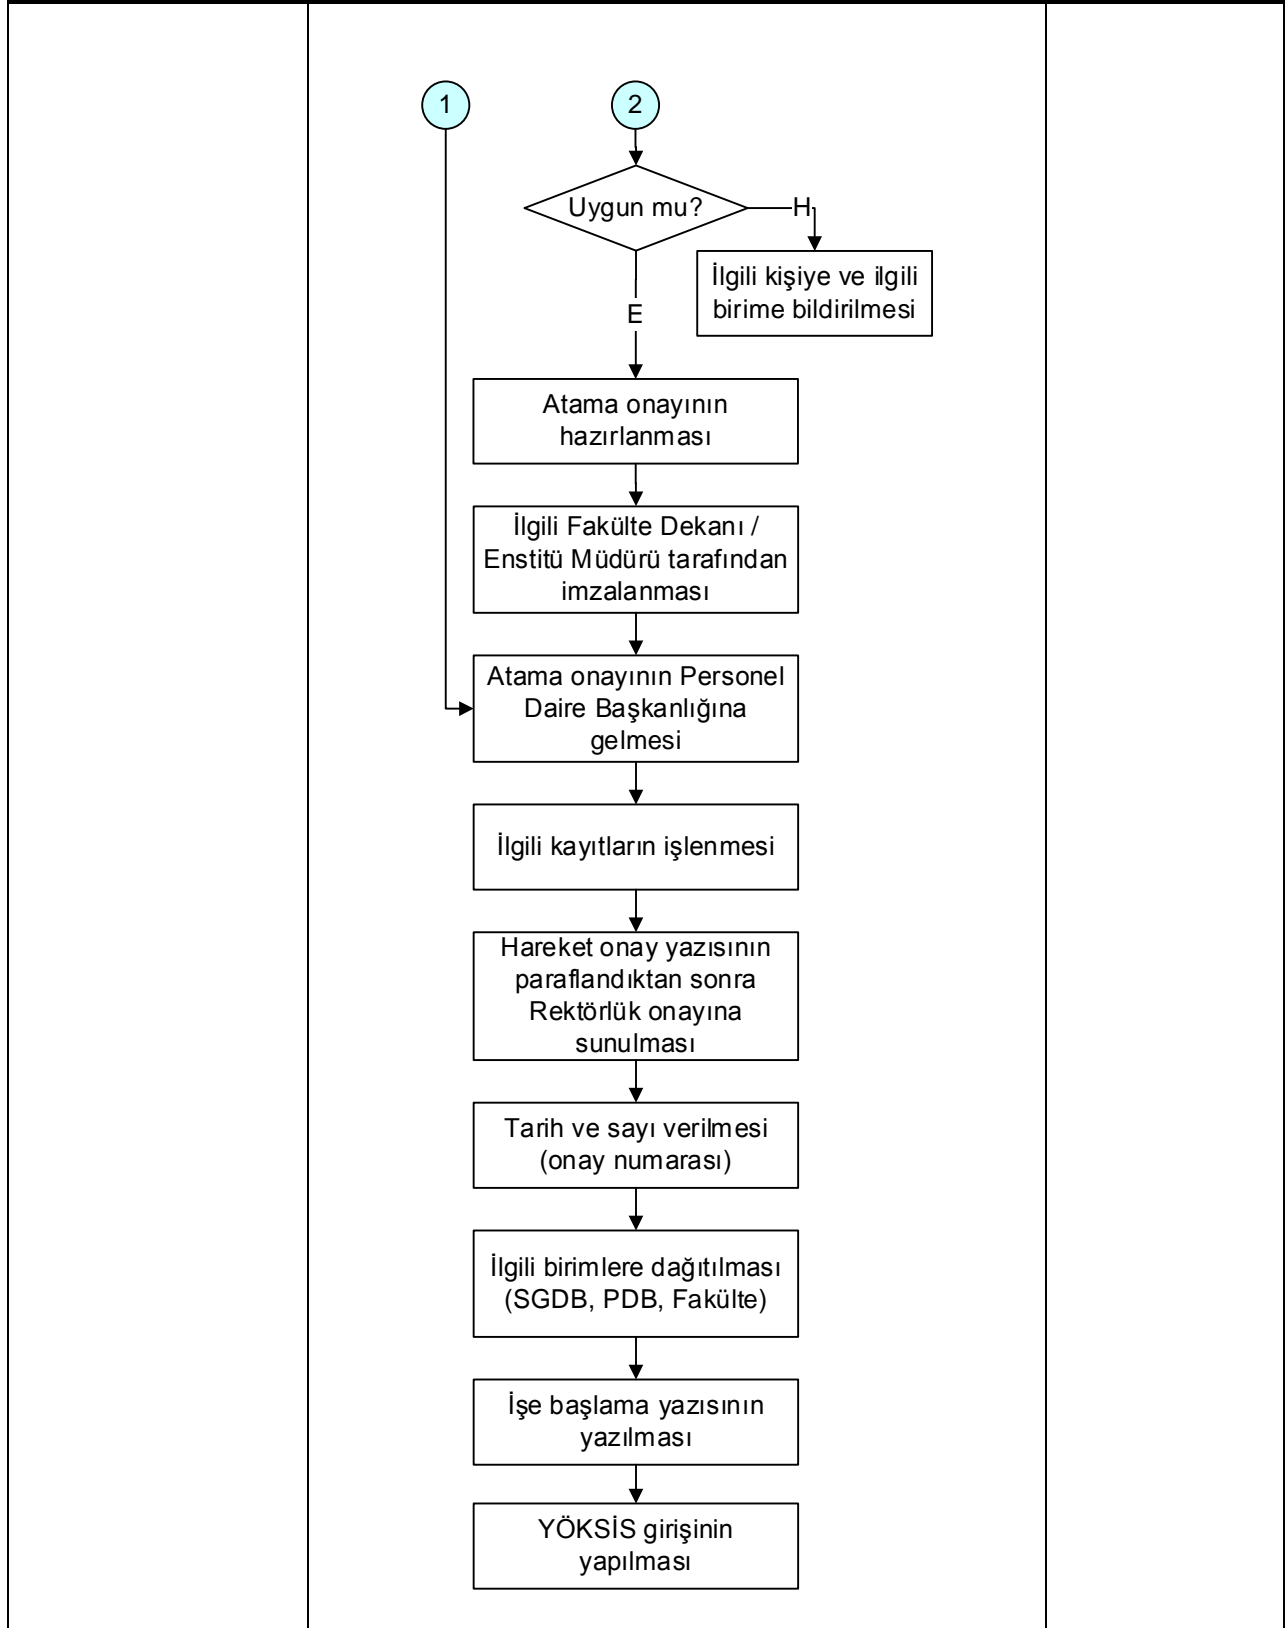 1
2
Uygun mu?
H
İlgili kişiye ve ilgili
birime bildirilmesi
E
Atama onayının
hazırlanması
İlgili Fakülte Dekanı /
Enstitü Müdürü tarafından
imzalanması
Atama onayının Personel
Daire Başkanlığına
gelmesi
İlgili kayıtların işlenmesi
Hareket onay yazısının
paraflandıktan sonra
Rektörlük onayına
sunulması
Tarih ve sayı verilmesi
(onay numarası)
İlgili birimlere dağıtılması
(SGDB, PDB, Fakülte)
İşe başlama yazısının
yazılması
YÖKSİS girişinin
yapılması